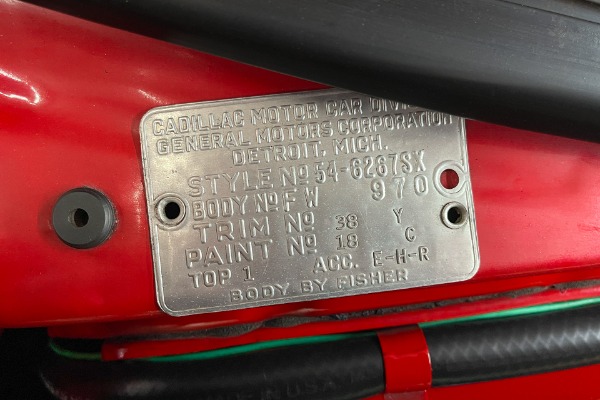 CADILLAC MOTOR CAR
GENERAL MOTORS CORPORATION
DETROIT, MICH.
STYLE NO 54-6267SX
BODY NO FW 970
TRIM NO 38 Y
PAINT NO 18 C
TOP 1 ACC. E-H-R
BODY BY FISHER